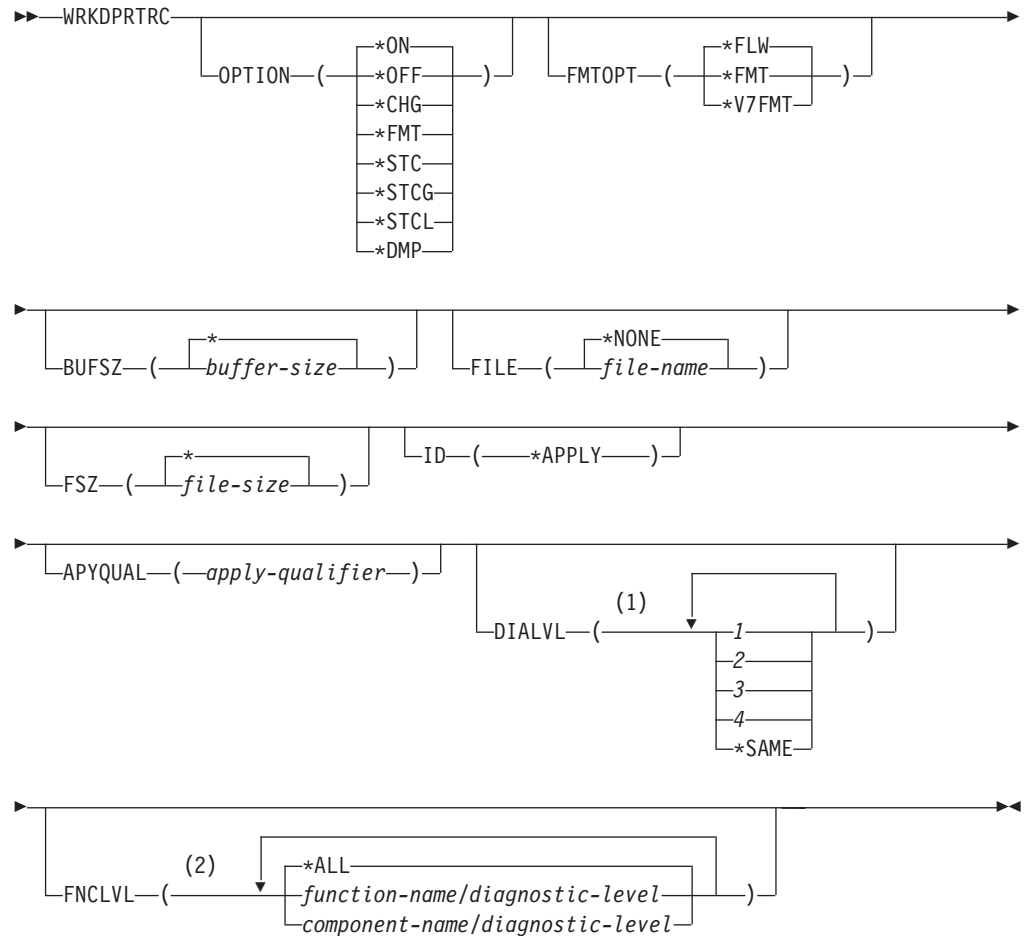 WRKDPRTRC
OPTION ( *ON )
*OFF
*CHG
*FMT
*STC
*STCG
*STCL
*DMP
FMTOPT ( *FLW )
*FMT
*V7FMT
BUFSZ ( * )
buffer-size
FILE ( *NONE )
file-name
FSZ ( * )
file-size
ID ( *APPLY )
APYQUAL ( apply-qualifier )
(1)
DIALVL ( 1 )
2
3
4
*SAME
(2)
*ALL
FNCLVL ( function-name/diagnostic-level )
component-name/diagnostic-level